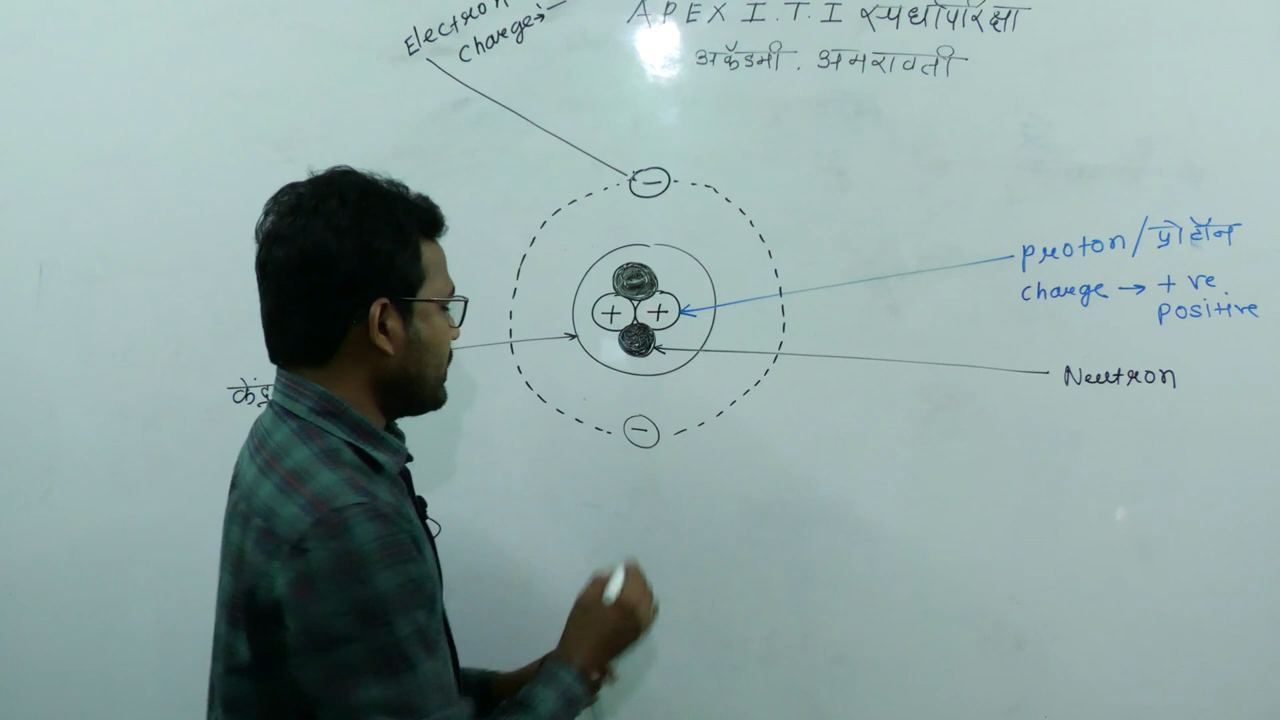 Electron
charge:-
APEX I.T.I स्पर्धापरिक्षा
अकॅडमी. अमरावती
proton/प्रोटॉन
charge → +ve.
positive
Neutron
- 
+ +
-